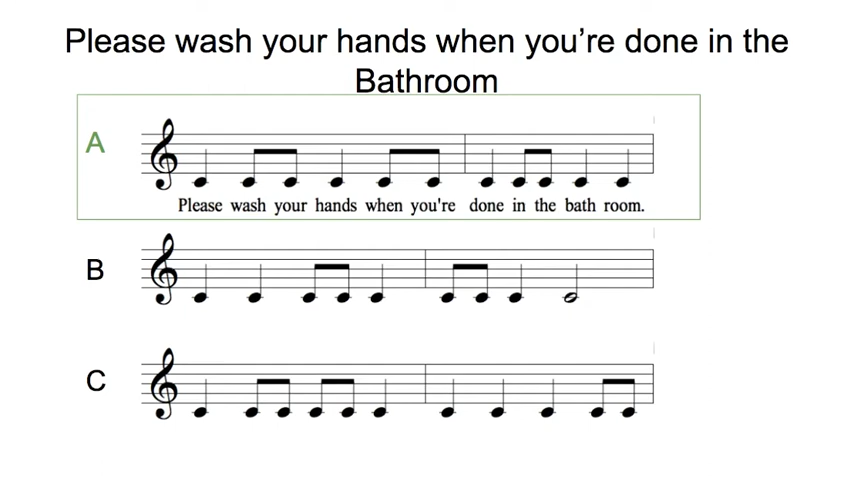 Please wash your hands when you’re done in the
Bathroom
A
Please wash your hands when you're done in the bath room.
B
C